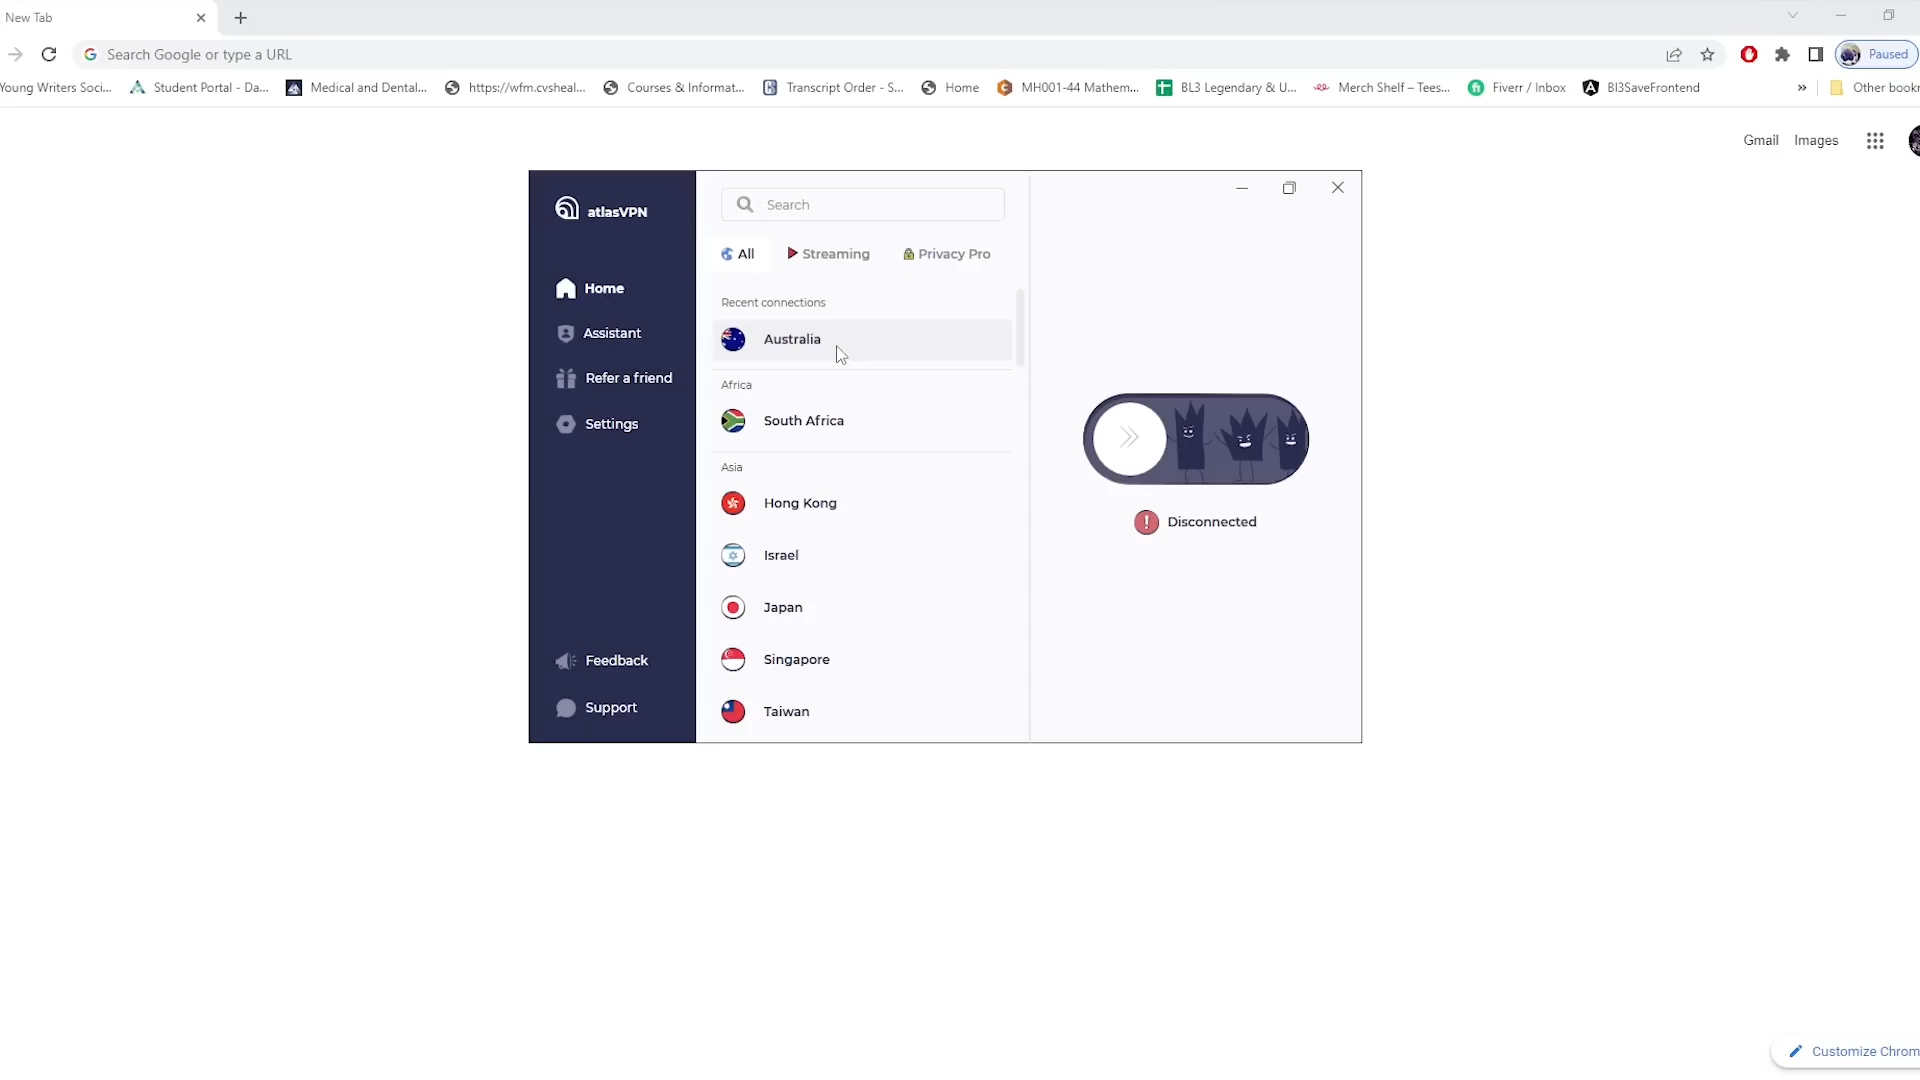 New Tab
Search Google or type a URL
Paused
Young Writers Soci...
Student Portal - Da...
Medical and Dental...
https://wfm.cvsheal...
Courses & Informat...
Transcript Order - S...
Home
MH001-44 Mathem...
BL3 Legendary & U...
Merch Shelf – Tees...
Fiverr / Inbox
Bl3SaveFrontend
»
Other bookr
Gmail
Images
atlasVPN
Home
Assistant
Refer a friend
Settings
Feedback
Support
Search
All
Streaming
Privacy Pro
Recent connections
Australia
Africa
South Africa
Asia
Hong Kong
Israel
Japan
Singapore
Taiwan
Disconnected
Customize Chrom